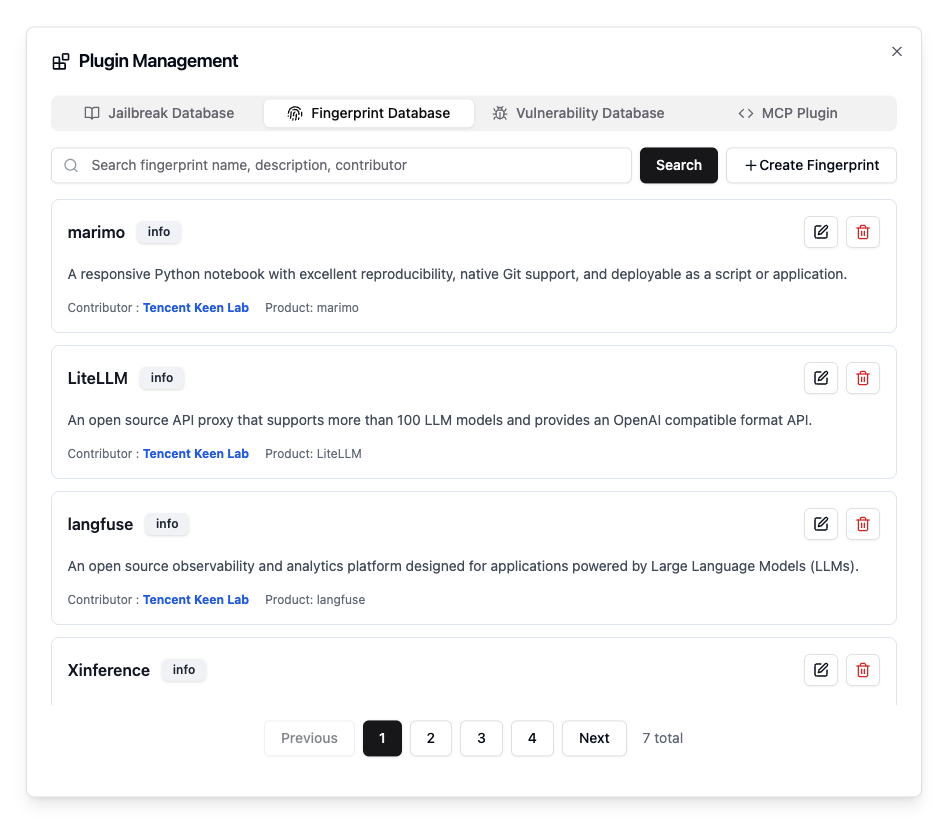 Plugin Management
Jailbreak Database Fingerprint Database Vulnerability Database MCP Plugin
Search fingerprint name, description, contributor Search Create Fingerprint
marimo info
A responsive Python notebook with excellent reproducibility, native Git support, and deployable as a script or application.
Contributor : Tencent Keen Lab Product: marimo
LiteLLM info
An open source API proxy that supports more than 100 LLM models and provides an OpenAI compatible format API.
Contributor : Tencent Keen Lab Product: LiteLLM
langfuse info
An open source observability and analytics platform designed for applications powered by Large Language Models (LLMs).
Contributor : Tencent Keen Lab Product: langfuse
Xinference info
Previous 1 2 3 4 Next 7 total